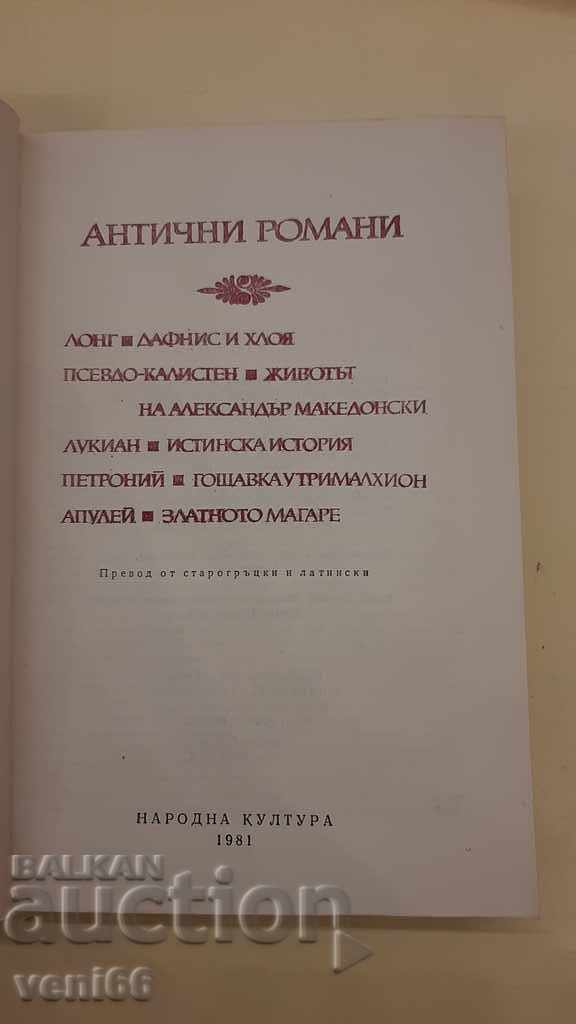 АНТИЧНИ РОМАНИ
ЛОНГ ■ ДАФНИС И ХЛОЯ
ПСЕВДО-КАЛИСТЕН ■ ЖИВОТЪТ
НА АЛЕКСАНДЪР МАКЕДОНСКИ
ЛУКИАН ■ ИСТИНСКА ИСТОРИЯ
ПЕТРОНИЙ ■ ГОЩАВКА У ТРИМАЛХИОН
АПУЛЕЙ ■ ЗЛАТНОТО МАГАРЕ
Превод от старогръцки и латински
НАРОДНА КУЛТУРА
1981
BALKAN
auction
veni66